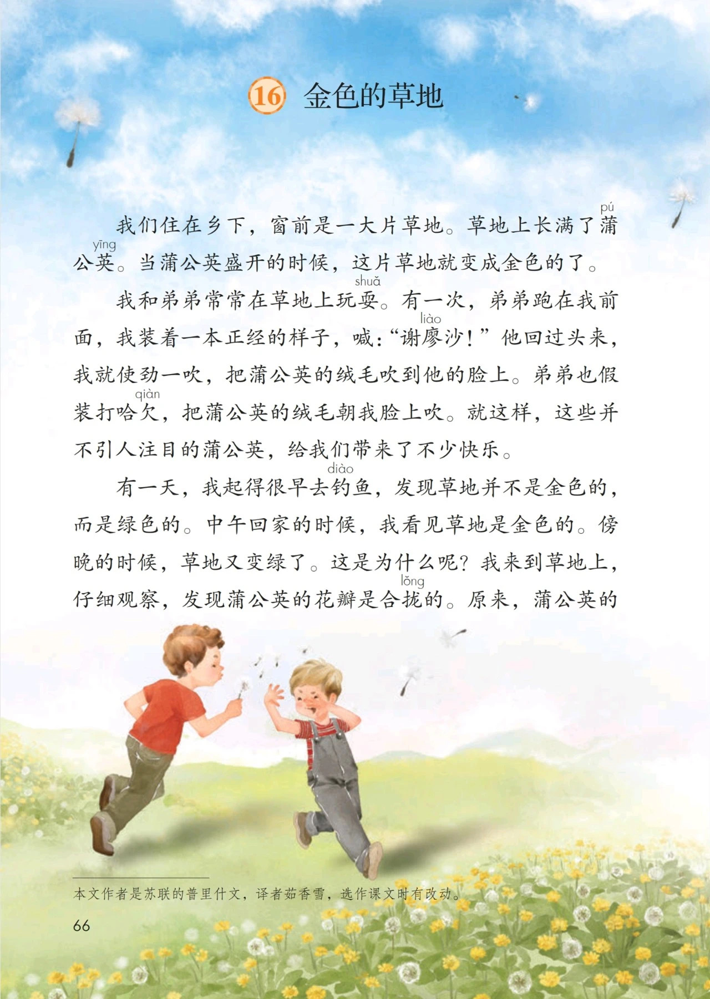 16 金色的草地
pú
我们住在乡下，窗前是一大片草地。草地上长满了蒲
yīng
公英。当蒲公英盛开的时候，这片草地就变成金色的了。
shuǎ
我和弟弟常常在草地上玩耍。有一次，弟弟跑在我前
liào
面，我装着一本正经的样子，喊：“谢廖沙！”他回过头来，
我就使劲一吹，把蒲公英的绒毛吹到他的脸上。弟弟也假
qiàn
装打哈欠，把蒲公英的绒毛朝我脸上吹。就这样，这些并
不引人注目的蒲公英，给我们带来了不少快乐。
diào
有一天，我起得很早去钓鱼，发现草地并不是金色的，
而是绿色的。中午回家的时候，我看见草地是金色的。傍
晚的时候，草地又变绿了。这是为什么呢？我来到草地上，
lǒng
仔细观察，发现蒲公英的花瓣是合拢的。原来，蒲公英的
本文作者是苏联的普里什文，译者茹香雪，选作课文时有改动。
66